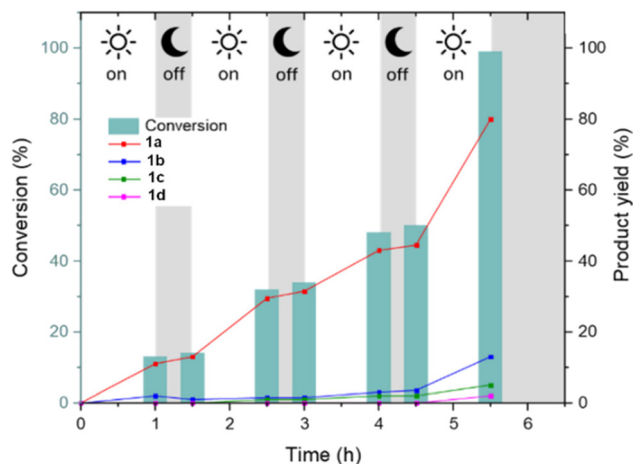 on off on off on off on
Conversion
1a
1b
1c
1d
Conversion (%)
0 20 40 60 80 100
Product yield (%)
0 20 40 60 80 100
0 1 2 3 4 5 6
Time (h)